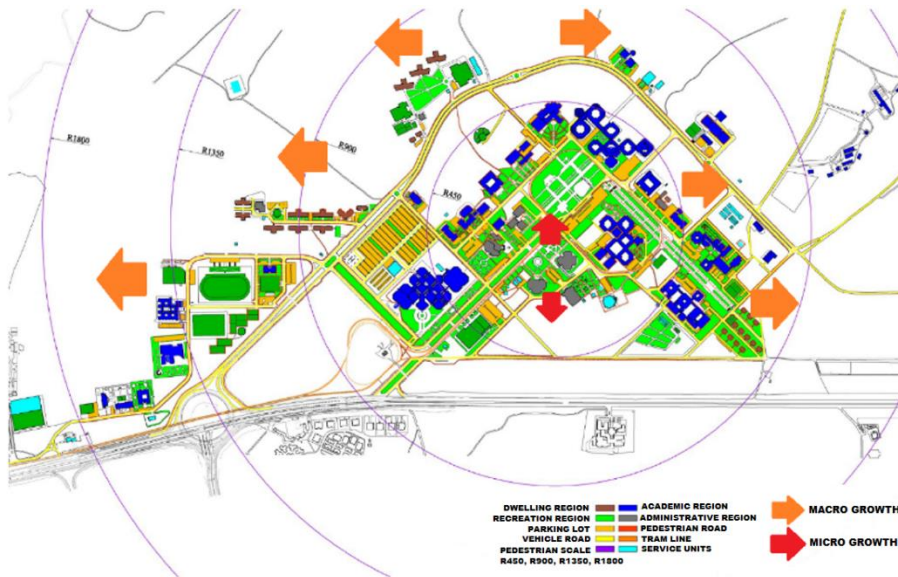 R1800
R1350
R900
R450
DWELLING REGION ACADEMIC REGION
RECREATION REGION ADMINISTRATIVE REGION
PARKING LOT PEDESTRIAN ROAD
VEHICLE ROAD TRAM LINE
PEDESTRIAN SCALE SERVICE UNITS
R450, R900, R1350, R1800
MACRO GROWTH
MICRO GROWTH